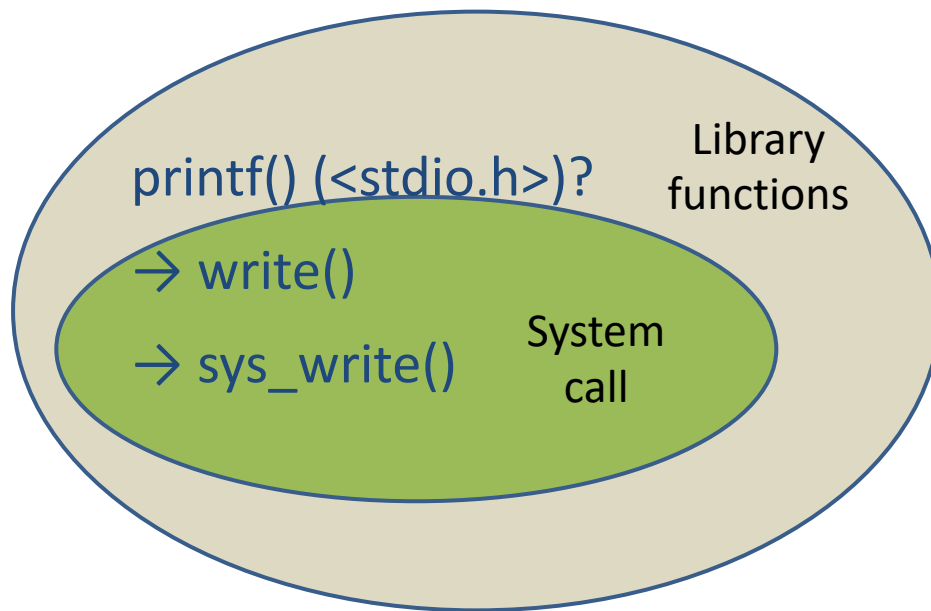 Library
functions
printf() (<stdio.h>)?
→ write()
→ sys_write()
System
call